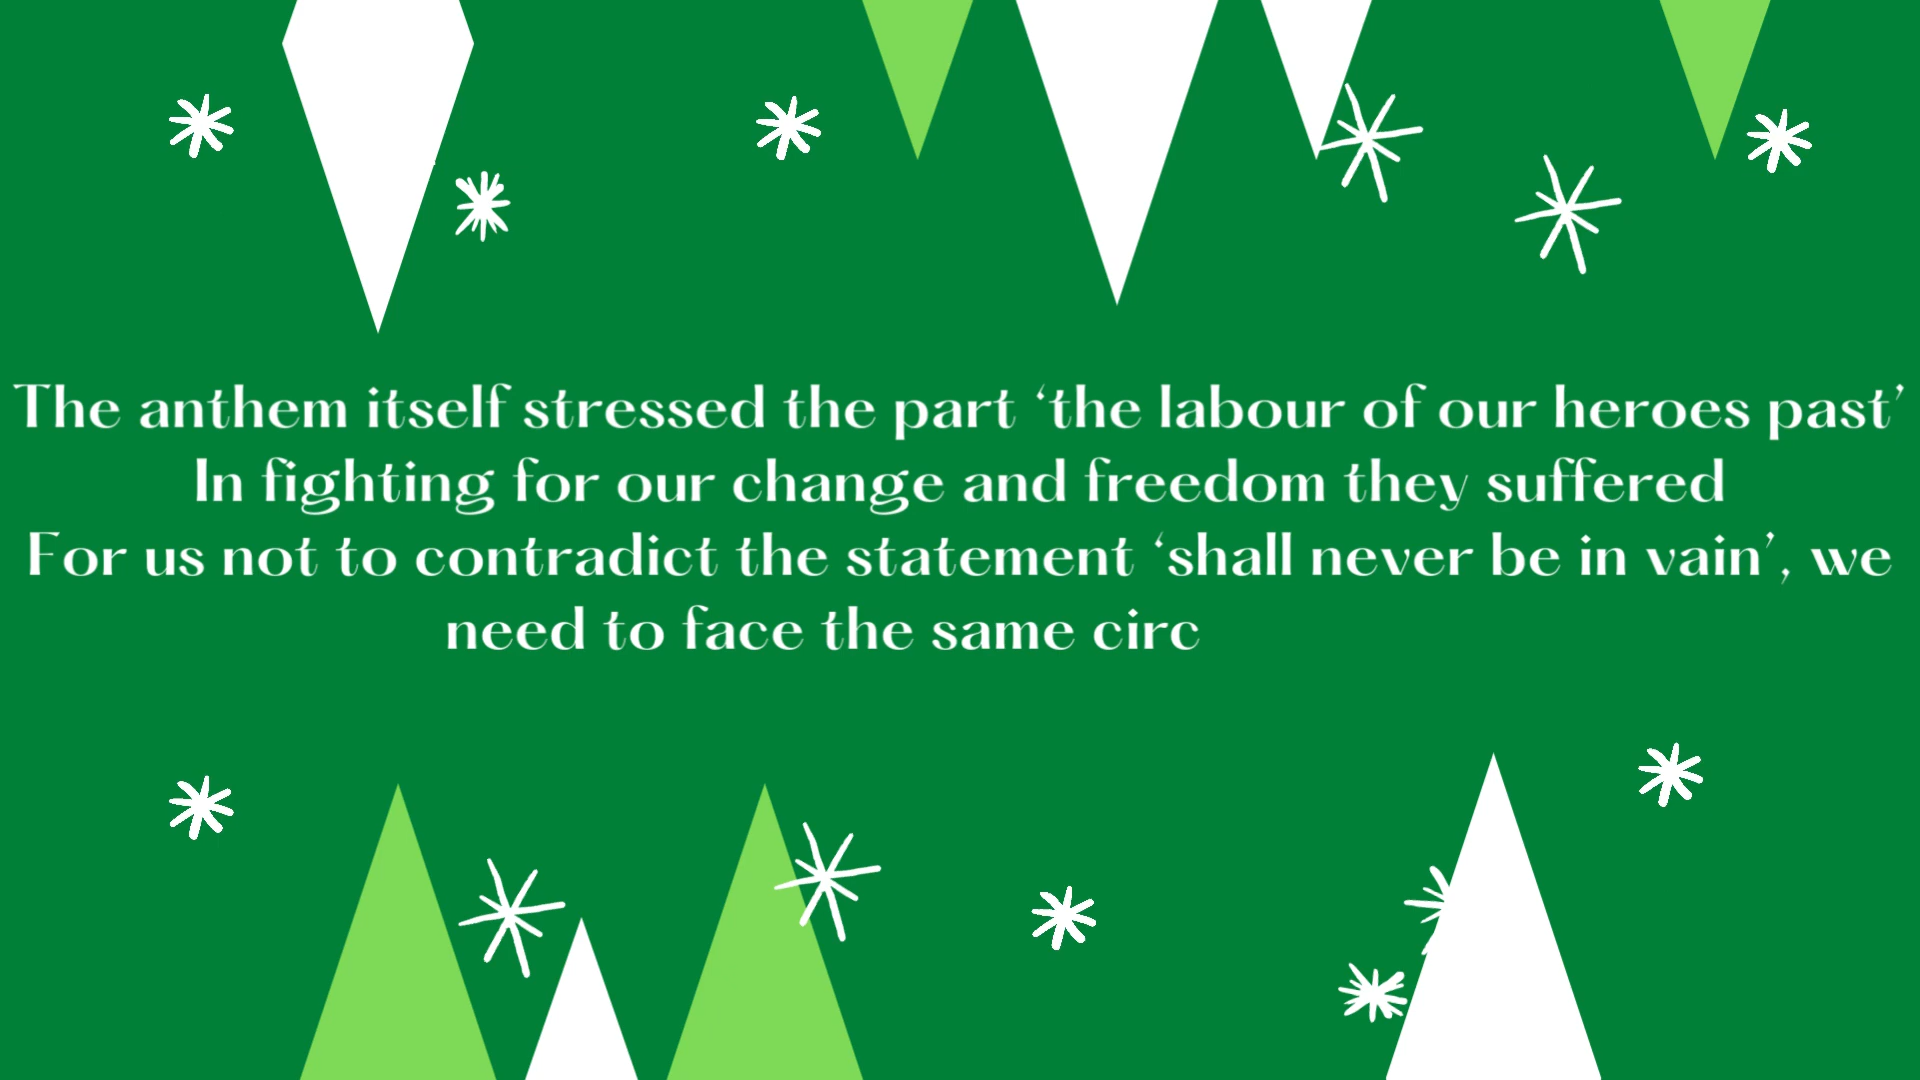 The anthem itself stressed the part ‘the labour of our heroes past’
In fighting for our change and freedom they suffered
For us not to contradict the statement ‘shall never be in vain’, we
need to face the same circ